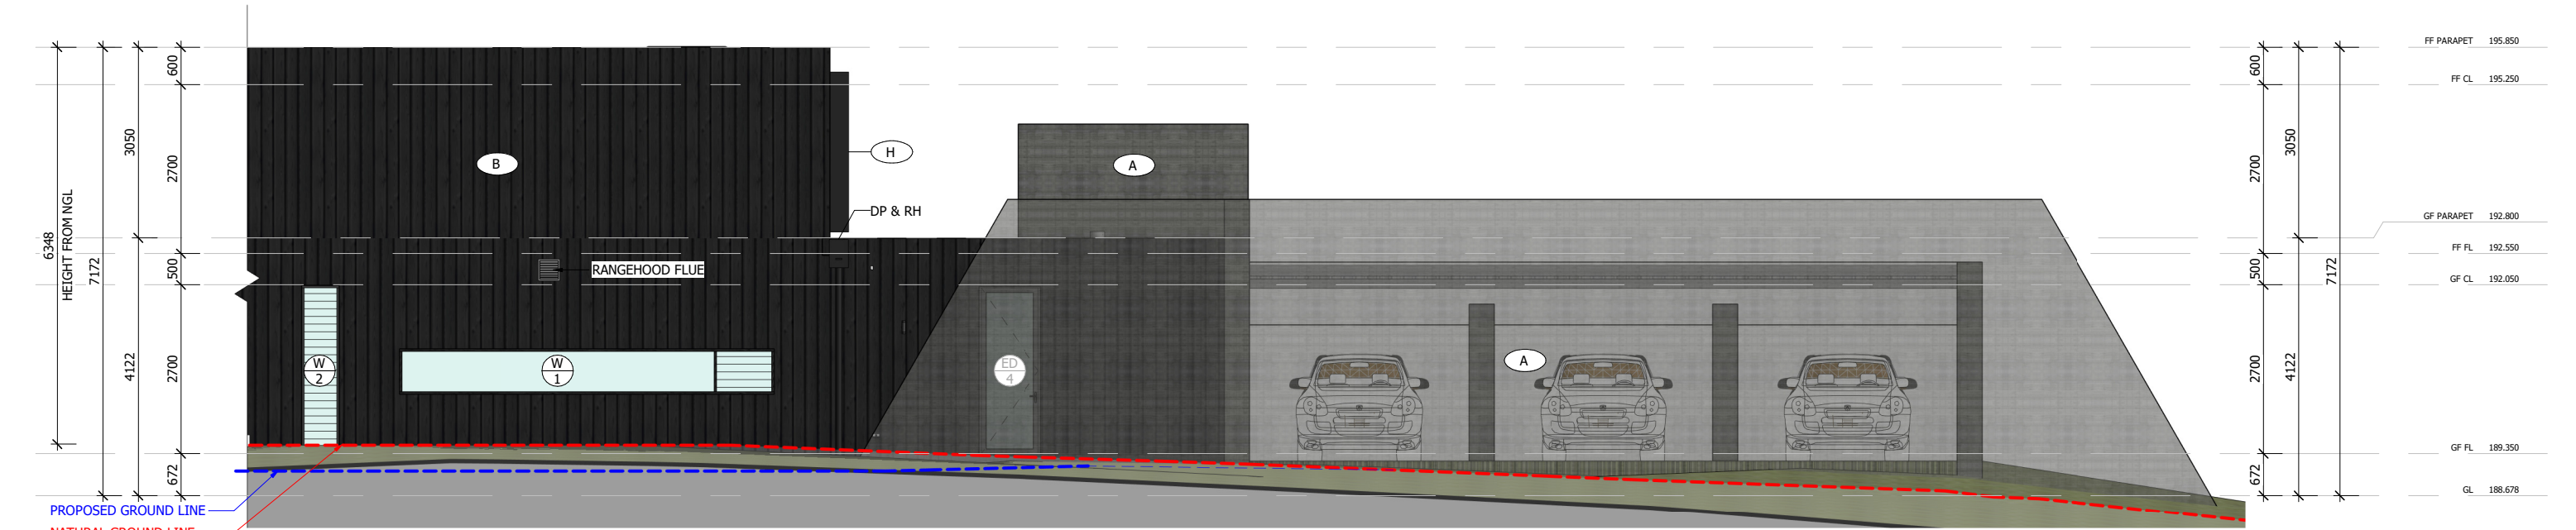 600
3050
2700
6348
HEIGHT FROM NGL
7172
500
4122
2700
672
B
H
A
DP & RH
RANGEHOOD FLUE
W
2
W
1
ED
4
A
PROPOSED GROUND LINE
NATURAL GROUND LINE
600
3050
2700
500
7172
2700
4122
672
FF PARAPET 195.850
FF CL 195.250
GF PARAPET 192.800
FF FL 192.550
GF CL 192.050
GF FL 189.350
GL 188.678